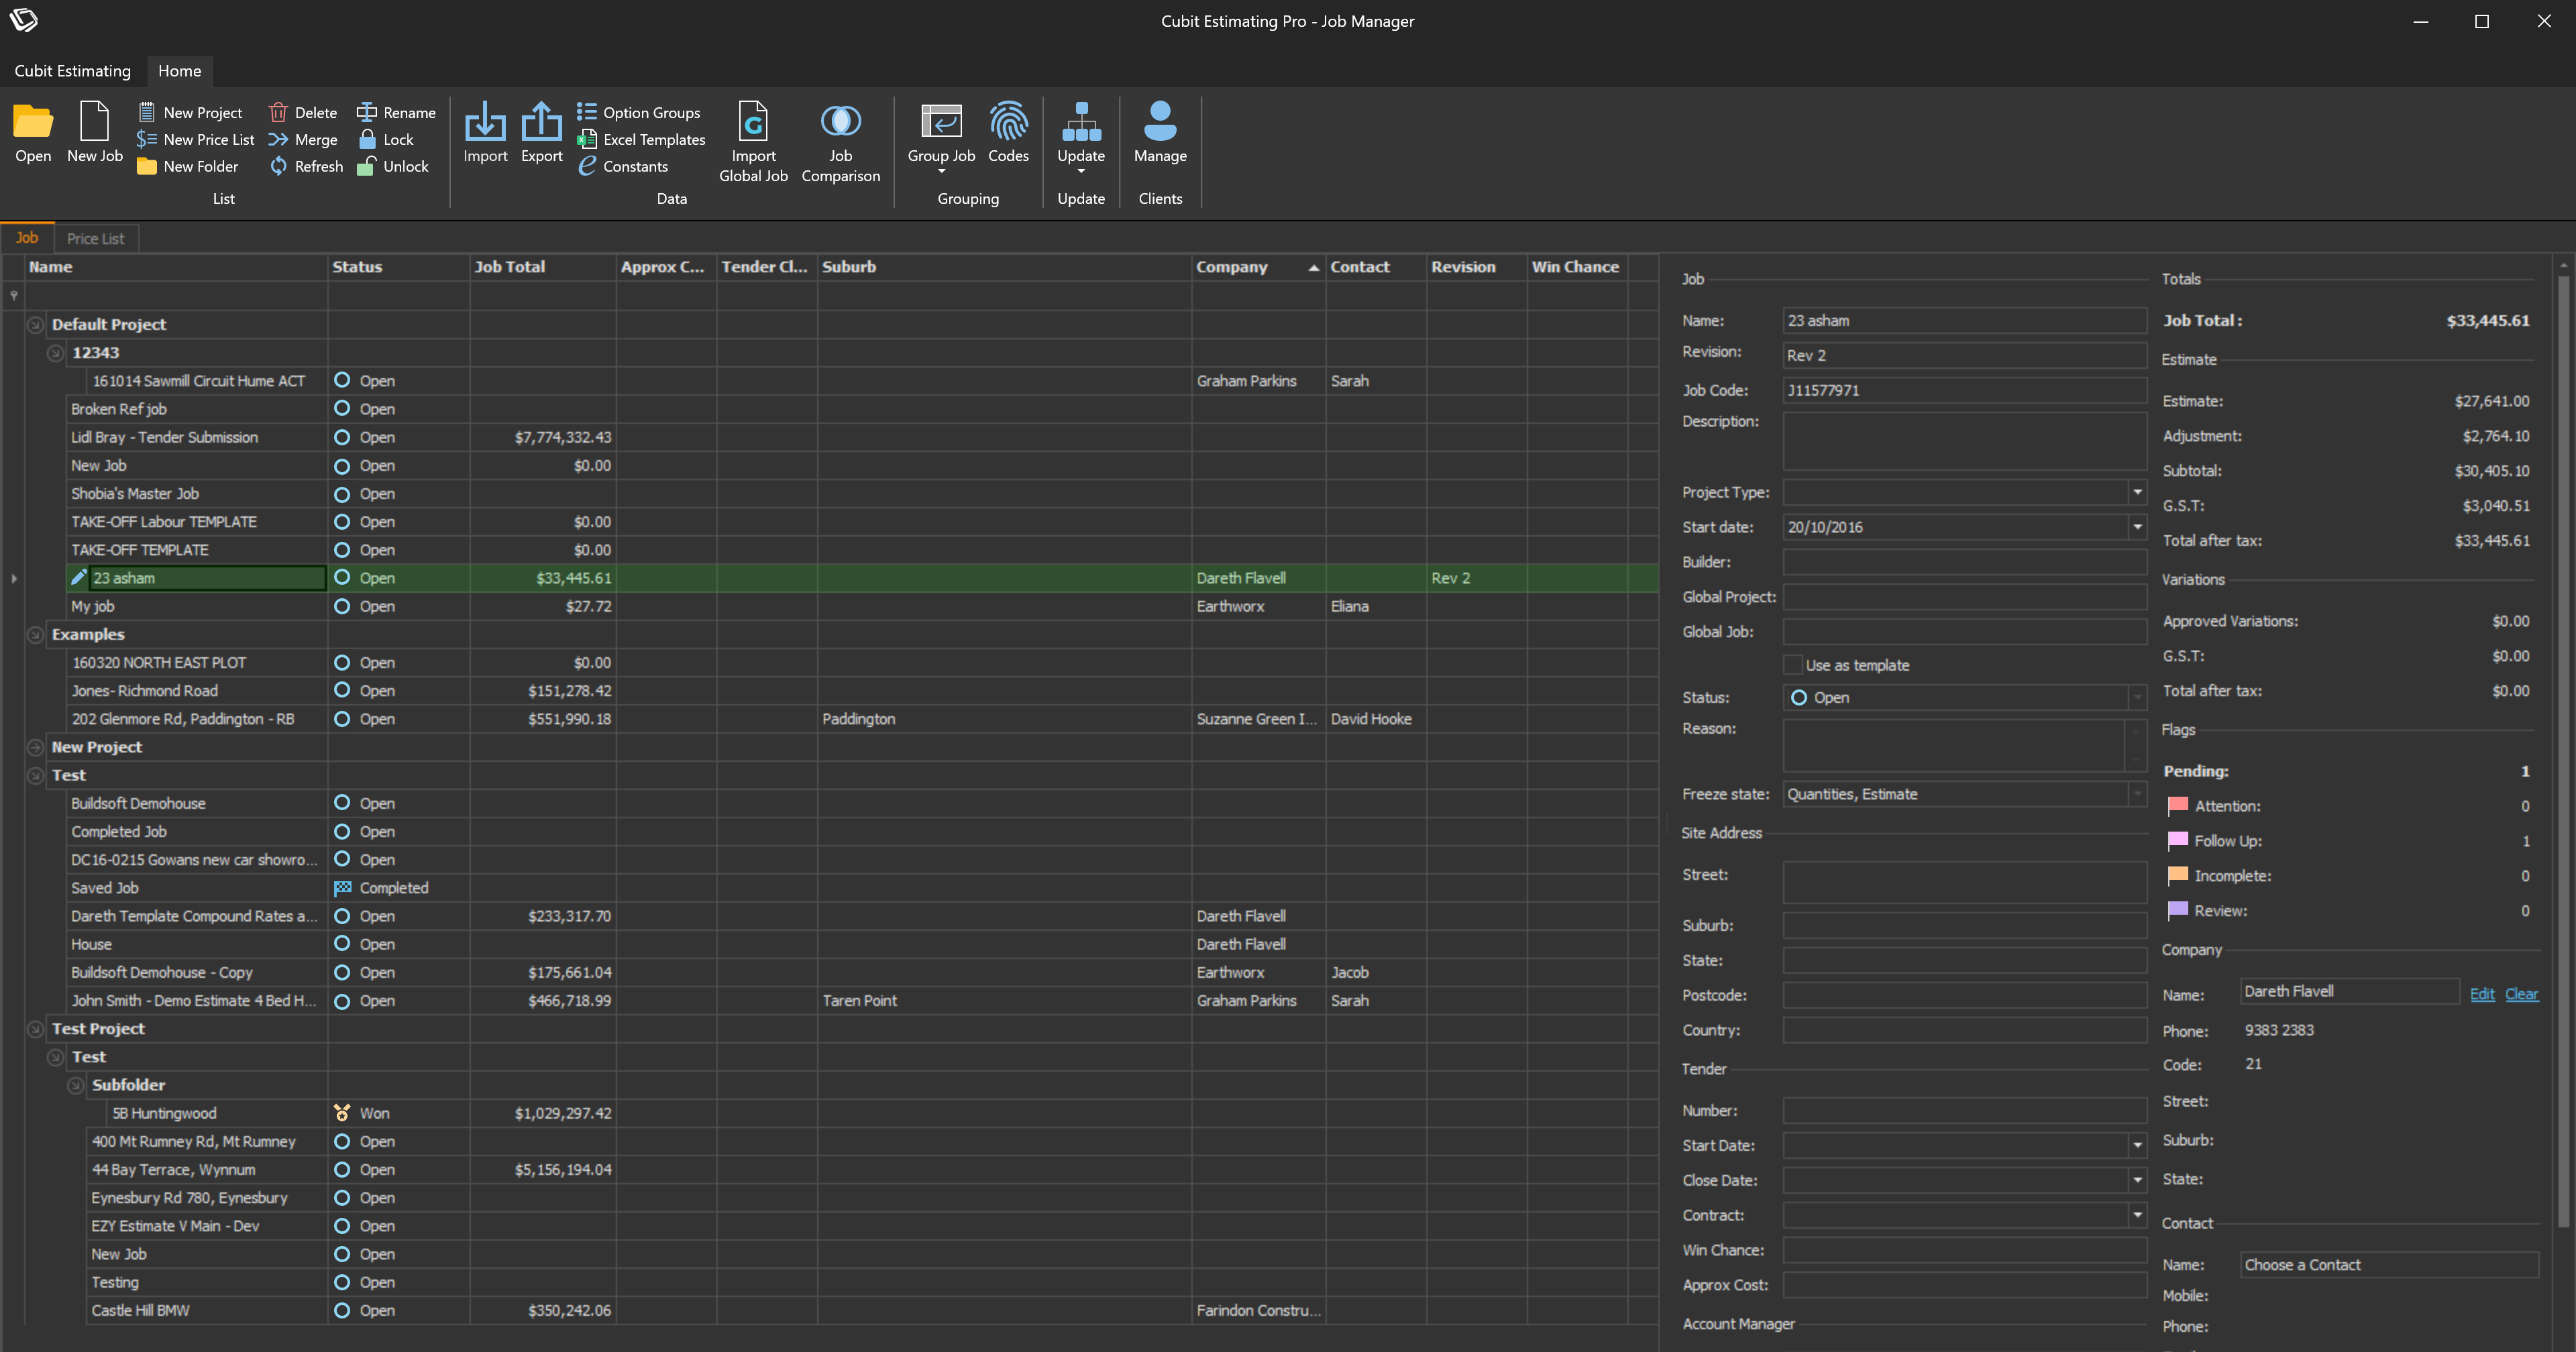 Cubit Estimating Pro - Job Manager
Cubit Estimating Home
Open New Job New Project New Price List New Folder Delete Merge Refresh Rename Lock Unlock
List
Import Export Option Groups Excel Templates Constants Import Global Job Job Comparison
Data
Group Job Codes
Grouping
Update
Update
Manage
Clients
Job Price List
Name Status Job Total Approx C... Tender Cl... Suburb Company Contact Revision Win Chance
Default Project
12343
161014 Sawmill Circuit Hume ACT Open Graham Parkins Sarah
Broken Ref job Open
Lidl Bray - Tender Submission Open $7,774,332.43
New Job Open $0.00
Shobia's Master Job Open
TAKE-OFF Labour TEMPLATE Open $0.00
TAKE-OFF TEMPLATE Open $0.00
23 asham Open $33,445.61 Dareth Flavell Rev 2
My job Open $27.72 Earthworx Eliana
Examples
160320 NORTH EAST PLOT Open $0.00
Jones- Richmond Road Open $151,278.42
202 Glenmore Rd, Paddington - RB Open $551,990.18 Paddington Suzanne Green I... David Hooke
New Project
Test
Buildsoft Demohouse Open
Completed Job Open
DC16-0215 Gowans new car showro... Open
Saved Job Completed
Dareth Template Compound Rates a... Open $233,317.70 Dareth Flavell
House Open Dareth Flavell
Buildsoft Demohouse - Copy Open $175,661.04 Earthworx Jacob
John Smith - Demo Estimate 4 Bed H... Open $466,718.99 Taren Point Graham Parkins Sarah
Test Project
Test
Subfolder
5B Huntingwood Won $1,029,297.42
400 Mt Rumney Rd, Mt Rumney Open
44 Bay Terrace, Wynnum Open $5,156,194.04
Eynesbury Rd 780, Eynesbury Open
EZY Estimate V Main - Dev Open
New Job Open
Testing Open
Castle Hill BMW Open $350,242.06 Farindon Constru...
Job
Name: 23 asham
Revision: Rev 2
Job Code: J11577971
Description:
Project Type:
Start date: 20/10/2016
Builder:
Global Project:
Global Job:
Use as template
Status: Open
Reason:
Freeze state: Quantities, Estimate
Site Address
Street:
Suburb:
State:
Postcode:
Country:
Tender
Number:
Start Date:
Close Date:
Contract:
Win Chance:
Approx Cost:
Account Manager
Totals
Job Total : $33,445.61
Estimate
Estimate: $27,641.00
Adjustment: $2,764.10
Subtotal: $30,405.10
G.S.T: $3,040.51
Total after tax: $33,445.61
Variations
Approved Variations: $0.00
G.S.T: $0.00
Total after tax: $0.00
Flags
Pending: 1
Attention: 0
Follow Up: 1
Incomplete: 0
Review: 0
Company
Name: Dareth Flavell Edit Clear
Phone: 9383 2383
Code: 21
Street:
Suburb:
State:
Contact
Name: Choose a Contact
Mobile:
Phone: